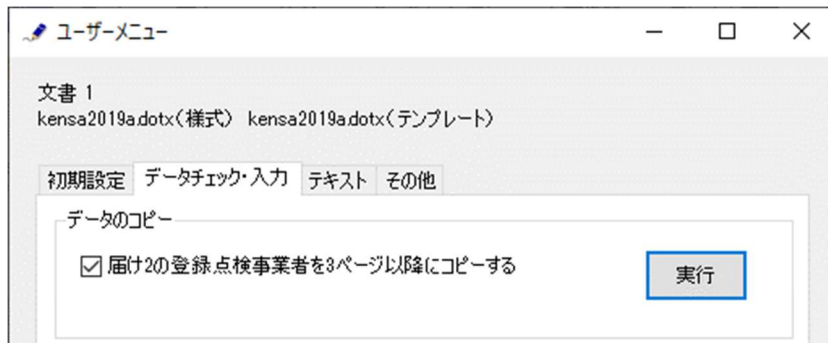 ユーザーメニュー
文書 1
kensa2019a.dotx(様式) kensa2019a.dotx(テンプレート)
初期設定 データチェック・入力 テキスト その他
データのコピー
届け2の登録点検事業者を3ページ以降にコピーする
実行